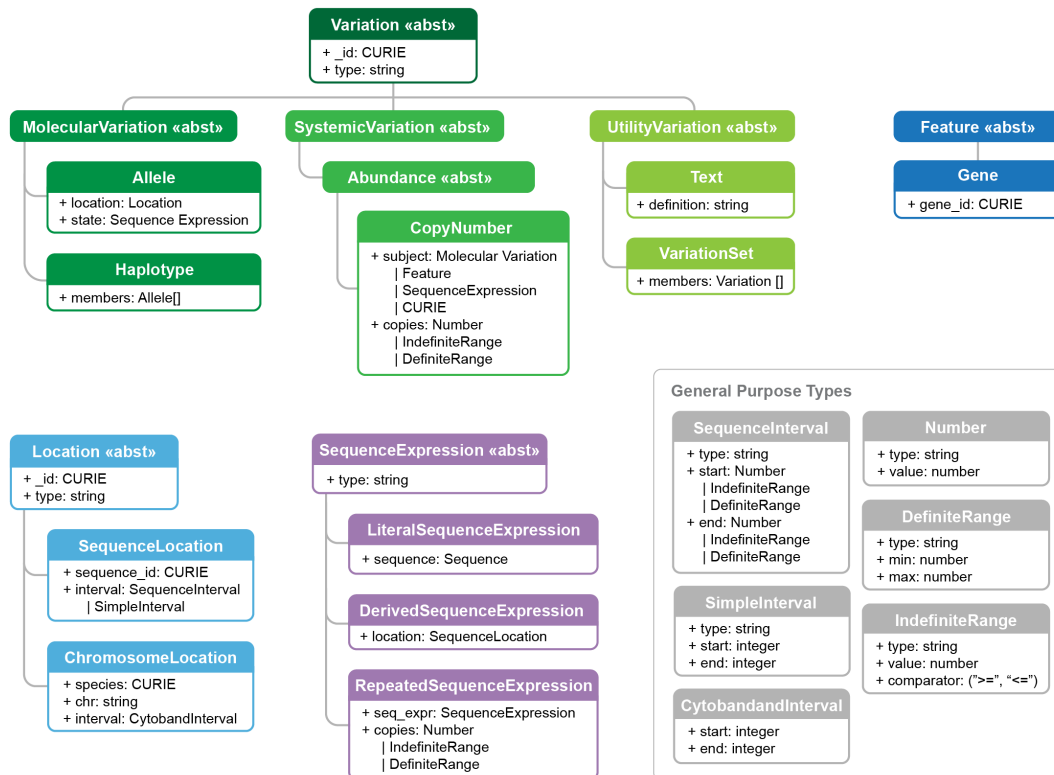 Variation «abst»
+ _id: CURIE
+ type: string
MolecularVariation «abst»
SystemicVariation «abst»
UtilityVariation «abst»
Feature «abst»
Allele
+ location: Location
+ state: Sequence Expression
Haplotype
+ members: Allele[]
Abundance «abst»
CopyNumber
+ subject: Molecular Variation
| Feature
| SequenceExpression
| CURIE
+ copies: Number
| IndefiniteRange
| DefiniteRange
Text
+ definition: string
VariationSet
+ members: Variation []
Gene
+ gene_id: CURIE
Location «abst»
+ _id: CURIE
+ type: string
SequenceLocation
+ sequence_id: CURIE
+ interval: SequenceInterval
| SimpleInterval
ChromosomeLocation
+ species: CURIE
+ chr: string
+ interval: CytobandInterval
SequenceExpression «abst»
+ type: string
LiteralSequenceExpression
+ sequence: Sequence
DerivedSequenceExpression
+ location: SequenceLocation
RepeatedSequenceExpression
+ seq_expr: SequenceExpression
+ copies: Number
| IndefiniteRange
| DefiniteRange
General Purpose Types
SequenceInterval
+ type: string
+ start: Number
| IndefiniteRange
| DefiniteRange
+ end: Number
| IndefiniteRange
| DefiniteRange
SimpleInterval
+ type: string
+ start: integer
+ end: integer
CytobandandInterval
+ start: integer
+ end: integer
Number
+ type: string
+ value: number
DefiniteRange
+ type: string
+ min: number
+ max: number
IndefiniteRange
+ type: string
+ value: number
+ comparator: (”>=”, “<=”)